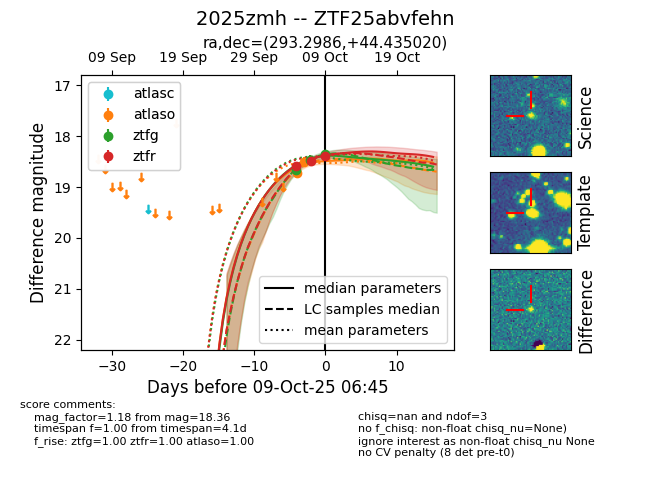 2025zmh -- ZTF25abvfehn
ra,dec=(293.2986,+44.435020)
09 Sep 19 Sep 29 Sep 09 Oct 19 Oct
atlasc
atlaso
ztfg
ztfr
17
18
19
20
21
22
Difference magnitude
median parameters
LC samples median
mean parameters
−30 −20 −10 0 10
Days before 09-Oct-25 06:45
Science
Template
Difference
score comments:
mag_factor=1.18 from mag=18.36
timespan f=1.00 from timespan=4.1d
f_rise: ztfg=1.00 ztfr=1.00 atlaso=1.00
chisq=nan and ndof=3
no f_chisq: non-float chisq_nu=None)
ignore interest as non-float chisq_nu None
no CV penalty (8 det pre-t0)